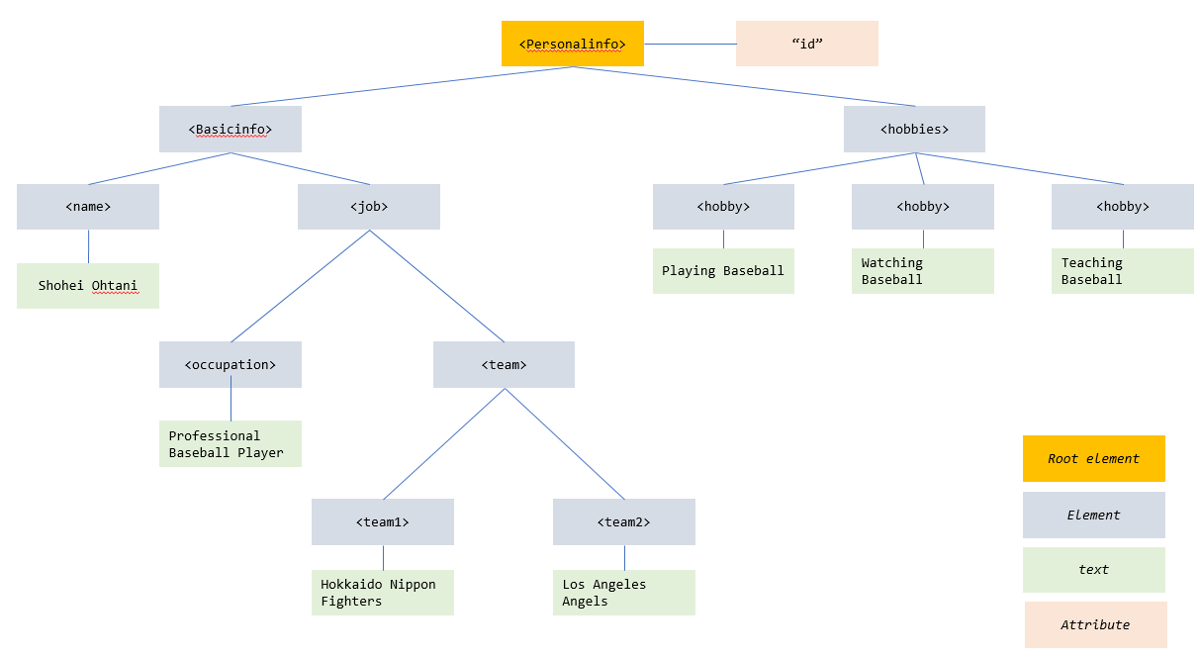 <Personalinfo>
“id”
<Basicinfo>
<hobbies>
<name>
<job>
<hobby>
<hobby>
<hobby>
Shohei Ohtani
Playing Baseball
Watching
Baseball
Teaching
Baseball
<occupation>
<team>
Professional
Baseball Player
<team1>
<team2>
Hokkaido Nippon
Fighters
Los Angeles
Angels
Root element
Element
text
Attribute